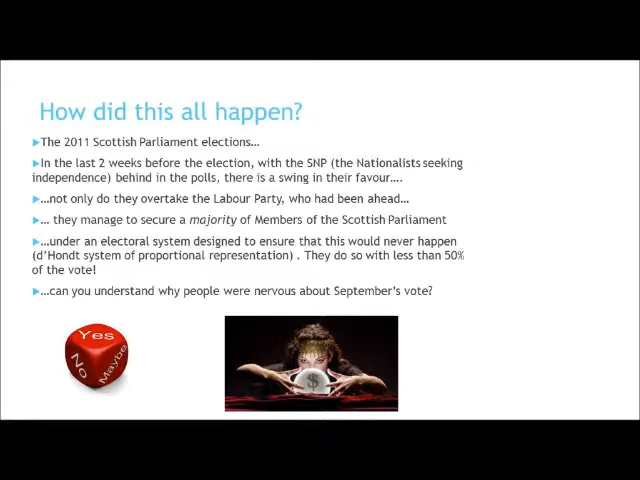 How did this all happen?
The 2011 Scottish Parliament elections…
In the last 2 weeks before the election, with the SNP (the Nationalists seeking
independence) behind in the polls, there is a swing in their favour….
…not only do they overtake the Labour Party, who had been ahead…
… they manage to secure a majority of Members of the Scottish Parliament
…under an electoral system designed to ensure that this would never happen
(d’Hondt system of proportional representation) . They do so with less than 50%
of the vote!
…can you understand why people were nervous about September’s vote?
Yes
No
Maybe
$